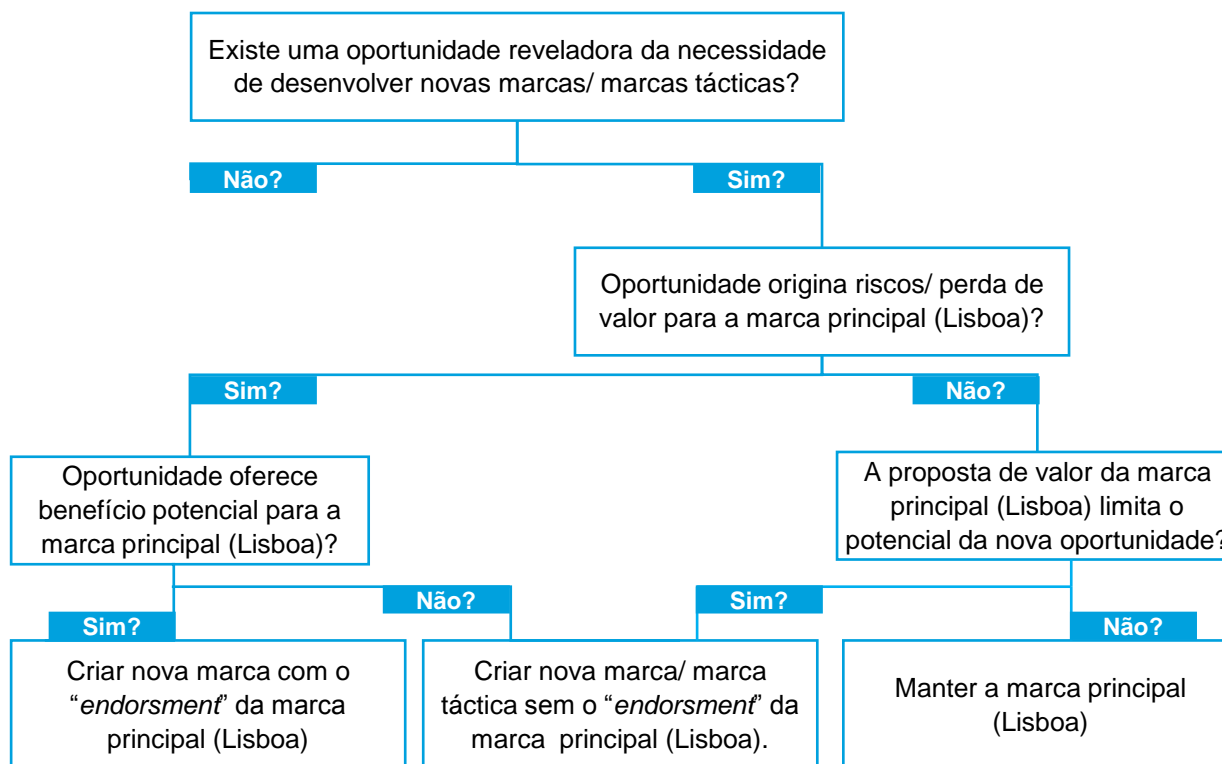 Existe uma oportunidade reveladora da necessidade
de desenvolver novas marcas/ marcas tácticas?
Não?
Sim?
Oportunidade origina riscos/ perda de
valor para a marca principal (Lisboa)?
Sim?
Não?
Oportunidade oferece
benefício potencial para a
marca principal (Lisboa)?
A proposta de valor da marca
principal (Lisboa) limita o
potencial da nova oportunidade?
Sim?
Não?
Sim?
Não?
Criar nova marca com o
“endorsment” da marca
principal (Lisboa)
Criar nova marca/ marca
táctica sem o “endorsment” da
marca principal (Lisboa).
Manter a marca principal
(Lisboa)